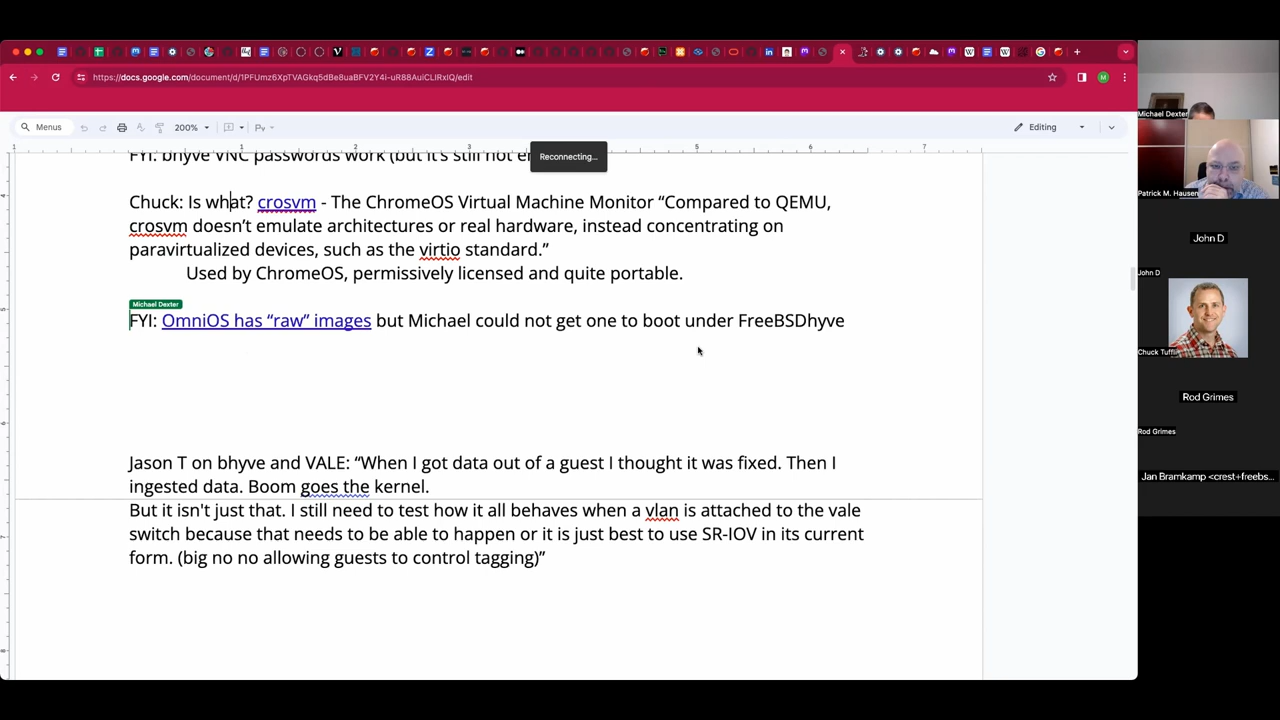 https://docs.google.com/document/d/1PFUmz6XpTVAGkq5dBe8uaBFV2Y4i-uR88AuiCLIRxIQ/edit
Menus
200%
Editing
Reconnecting...
1 1 2 3 4 5 6 7
FYI: bhyve VNC passwords work (but it's still not en
Chuck: Is what? crosvm - The ChromeOS Virtual Machine Monitor “Compared to QEMU,
crosvm doesn’t emulate architectures or real hardware, instead concentrating on
paravirtualized devices, such as the virtio standard.”
Used by ChromeOS, permissively licensed and quite portable.
Michael Dexter
FYI: OmniOS has “raw” images but Michael could not get one to boot under FreeBSDhyve
Jason T on bhyve and VALE: “When I got data out of a guest I thought it was fixed. Then I
ingested data. Boom goes the kernel.
But it isn't just that. I still need to test how it all behaves when a vlan is attached to the vale
switch because that needs to be able to happen or it is just best to use SR-IOV in its current
form. (big no no allowing guests to control tagging)”
Michael Dexter
Patrick M. Hausen
John D
John D
Chuck Tuffli
Rod Grimes
Rod Grimes
Jan Bramkamp <crest+freebs...